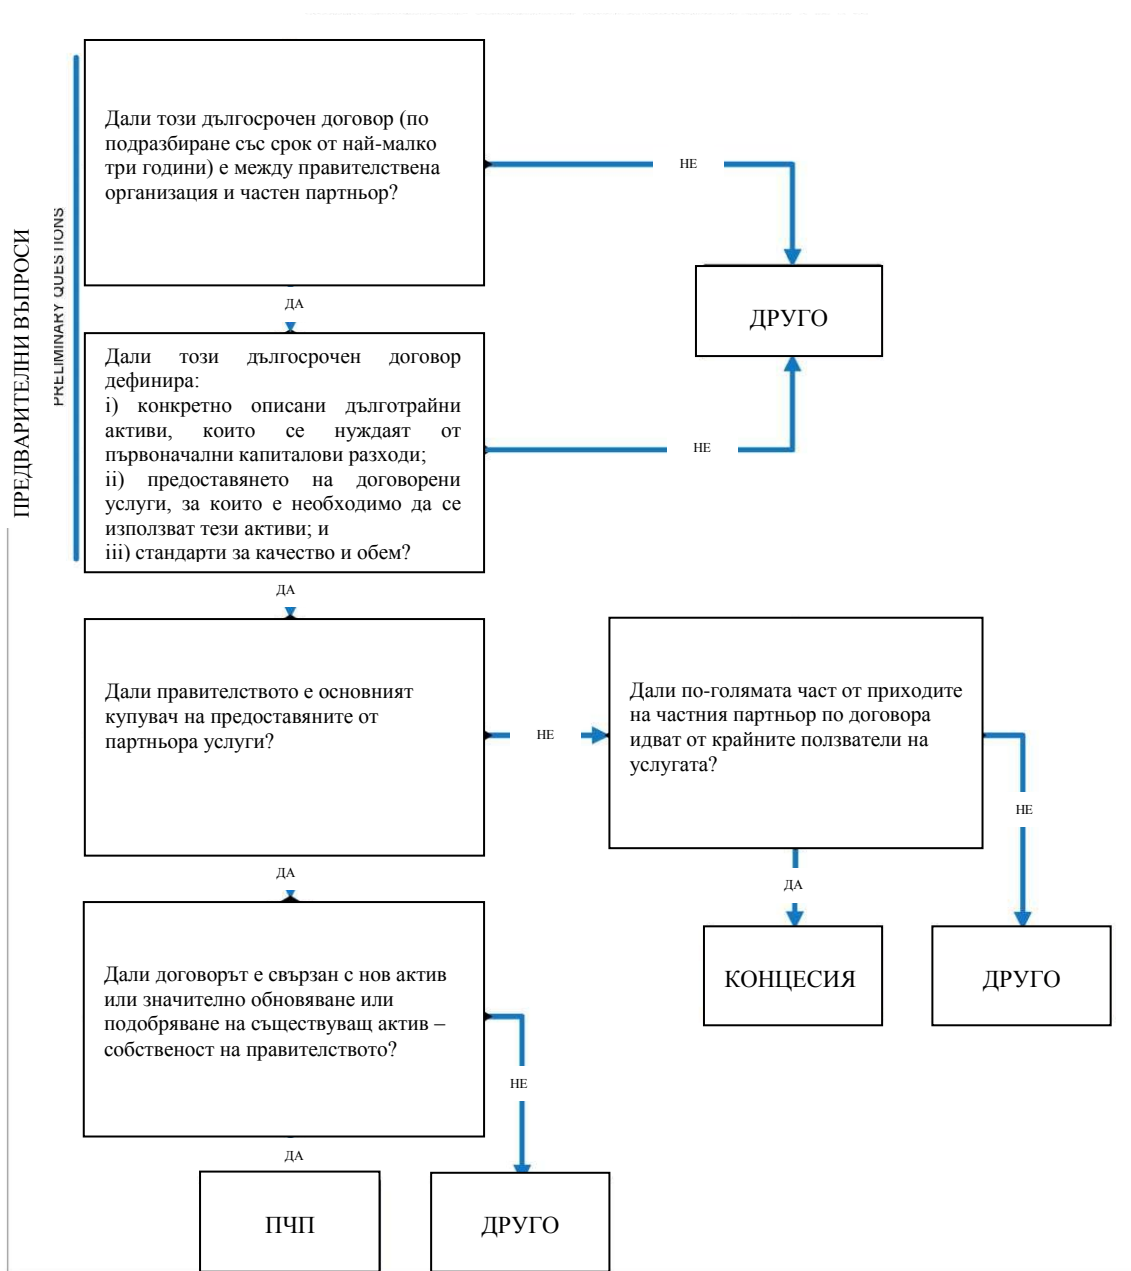 ПРЕДВАРИТЕЛНИ ВЪПРОСИ
PRELIMINARY QUESTIONS
Дали този дългосрочен договор (по
подразбиране със срок от най-малко
три години) е между правителствена
организация и частен партньор?
НЕ
ДРУГО
ДА
Дали този дългосрочен договор
дефинира:
i) конкретно описани дълготрайни
активи, които се нуждаят от
първоначални капиталови разходи;
ii) предоставянето на договорени
услуги, за които е необходимо да се
използват тези активи; и
iii) стандарти за качество и обем?
НЕ
ДА
Дали правителството е основният
купувач на предоставяните от
партньора услуги?
НЕ
Дали по-голямата част от приходите
на частния партньор по договора
идват от крайните ползватели на
услугата?
НЕ
ДА
КОНЦЕСИЯ
ДРУГО
ДА
Дали договорът е свързан с нов актив
или значително обновяване или
подобряване на съществуващ актив –
собственост на правителството?
НЕ
ДА
ПЧП
ДРУГО